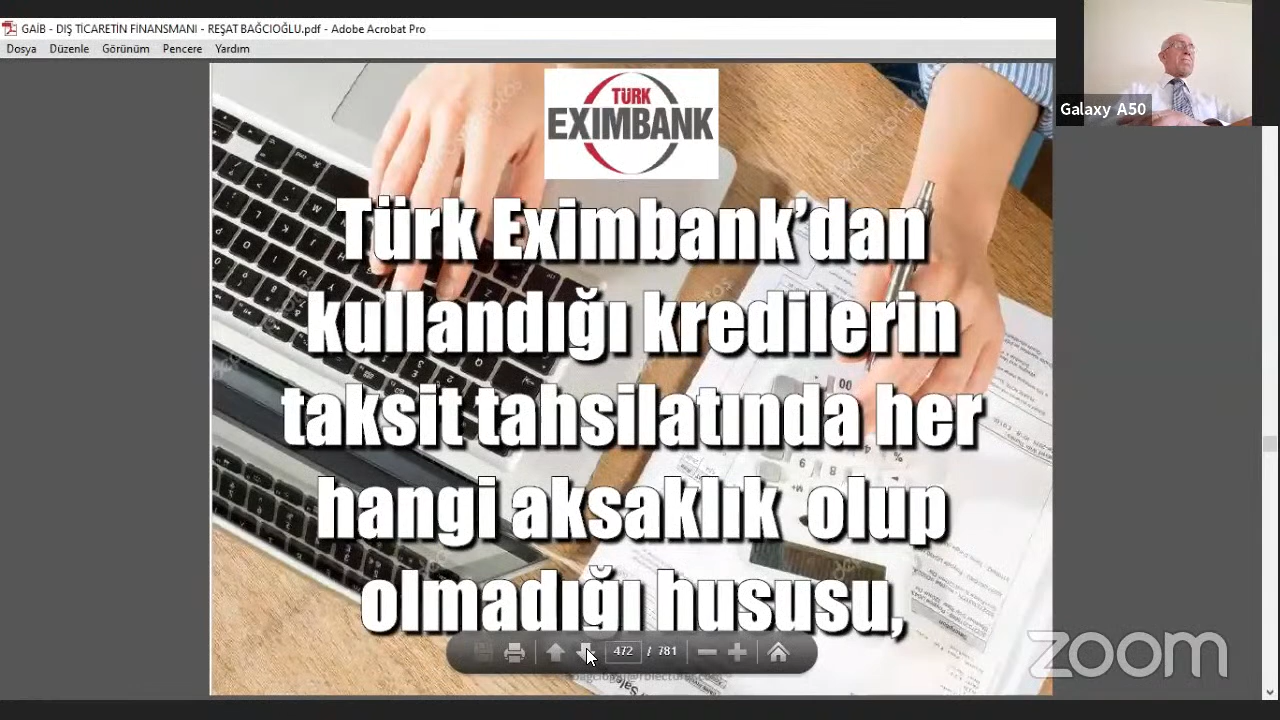 GAİB - DIŞ TİCARETİN FİNANSMANI - REŞAT BAĞCIOĞLU.pdf - Adobe Acrobat Pro
Dosya Düzenle Görünüm Pencere Yardım
Galaxy A50
TÜRK
EXIMBANK
Türk Eximbank’dan
kullandığı kredilerin
taksit tahsilatında her
hangi aksaklık olup
olmadığı hususu,
472 / 781
zoom